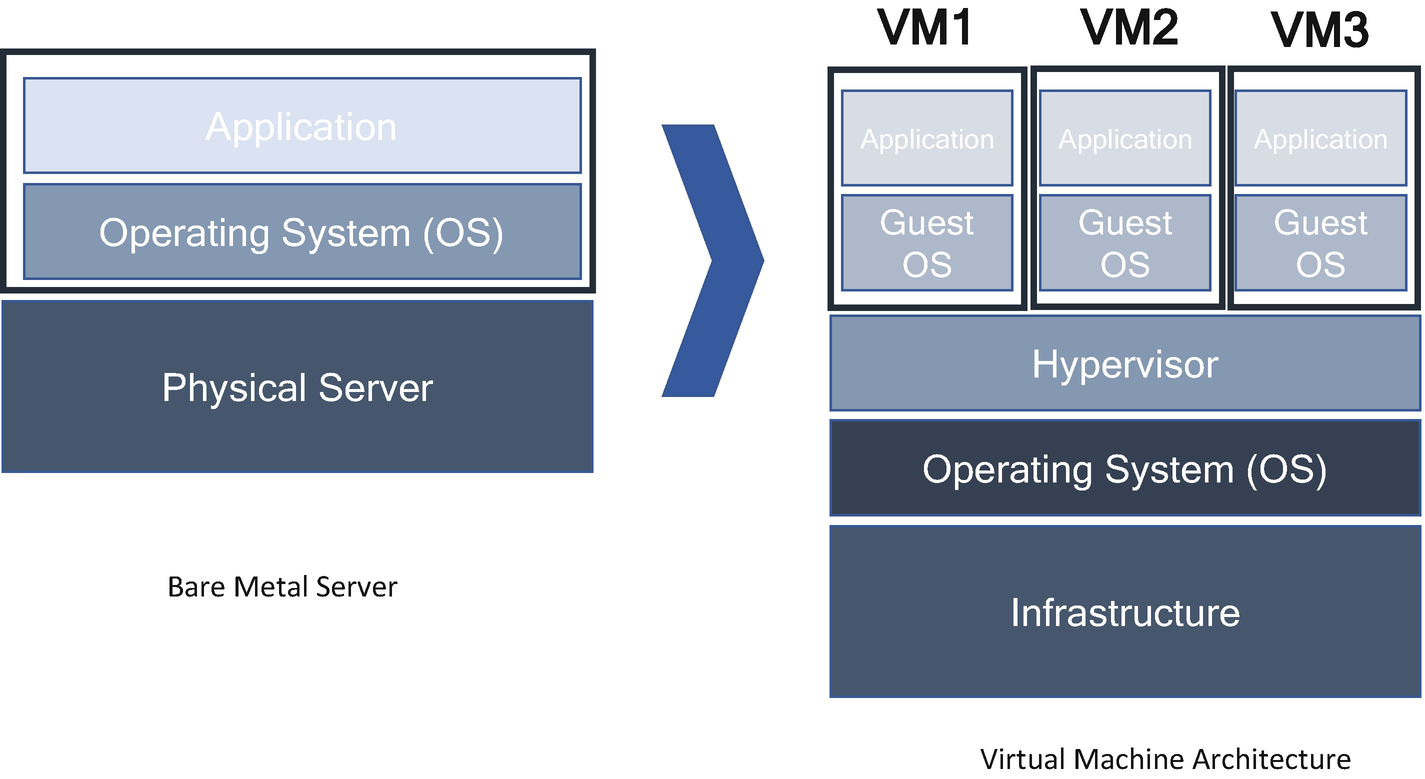 Application
Operating System (OS)
Physical Server
Bare Metal Server
VM1
VM2
VM3
Application
Application
Application
Guest
OS
Guest
OS
Guest
OS
Hypervisor
Operating System (OS)
Infrastructure
Virtual Machine Architecture